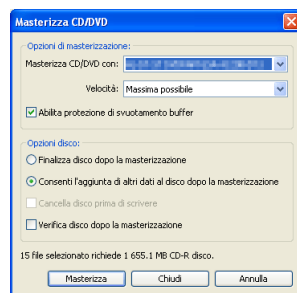 Masterizza CD/DVD
Opzioni di masterizzazione:
Masterizza CD/DVD con:
Velocità: Massima possibile
Abilita protezione di svuotamento buffer
Opzioni disco:
Finalizza disco dopo la masterizzazione
Consenti l'aggiunta di altri dati al disco dopo la masterizzazione
Cancella disco prima di scrivere
Verifica disco dopo la masterizzazione
15 file selezionato richiede 1 655.1 MB CD-R disco.
Masterizza Chiudi Annulla